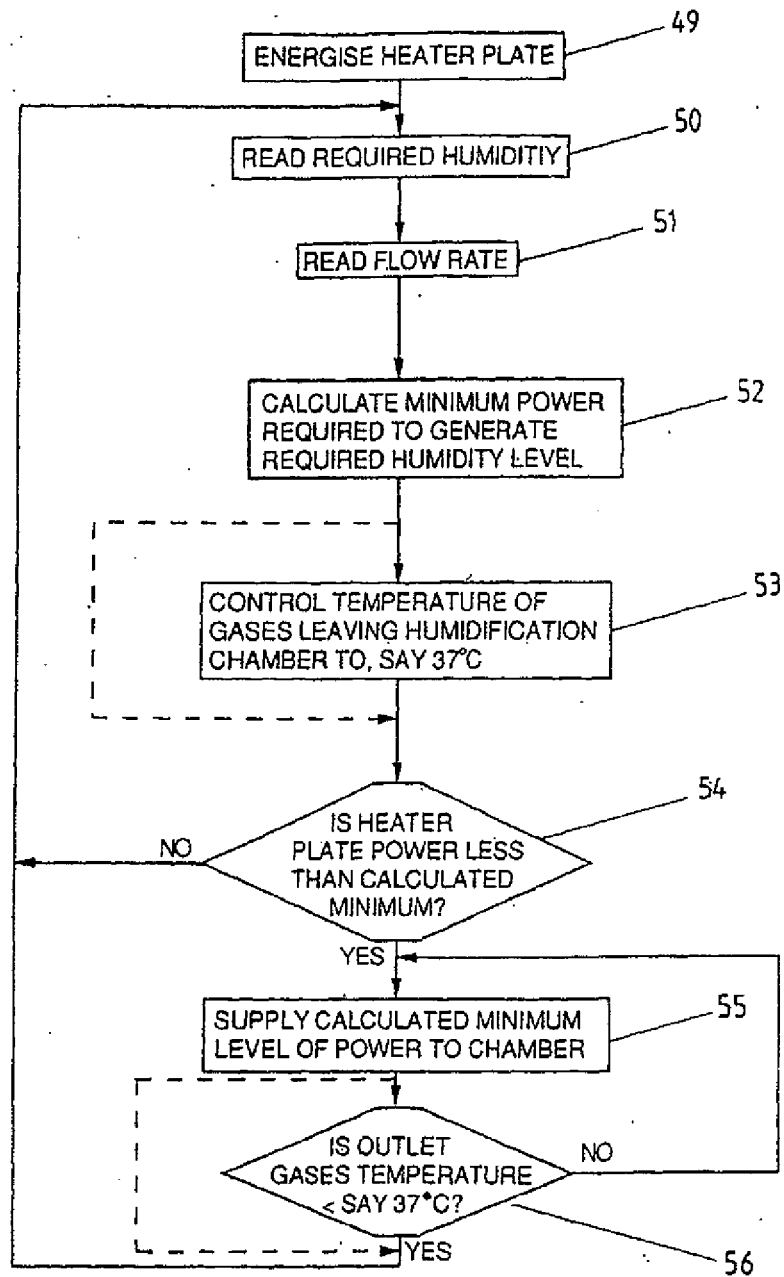 49
ENERGISE HEATER PLATE
50
READ REQUIRED HUMIDITIY
51
READ FLOW RATE
52
CALCULATE MINIMUM POWER
REQUIRED TO GENERATE
REQUIRED HUMIDITY LEVEL
53
CONTROL TEMPERATURE OF
GASES LEAVING HUMIDIFICATION
CHAMBER TO, SAY 37°C
54
IS HEATER
PLATE POWER LESS
THAN CALCULATED
MINIMUM?
NO
YES
55
SUPPLY CALCULATED MINIMUM
LEVEL OF POWER TO CHAMBER
IS OUTLET
GASES TEMPERATURE
< SAY 37°C?
NO
YES
56